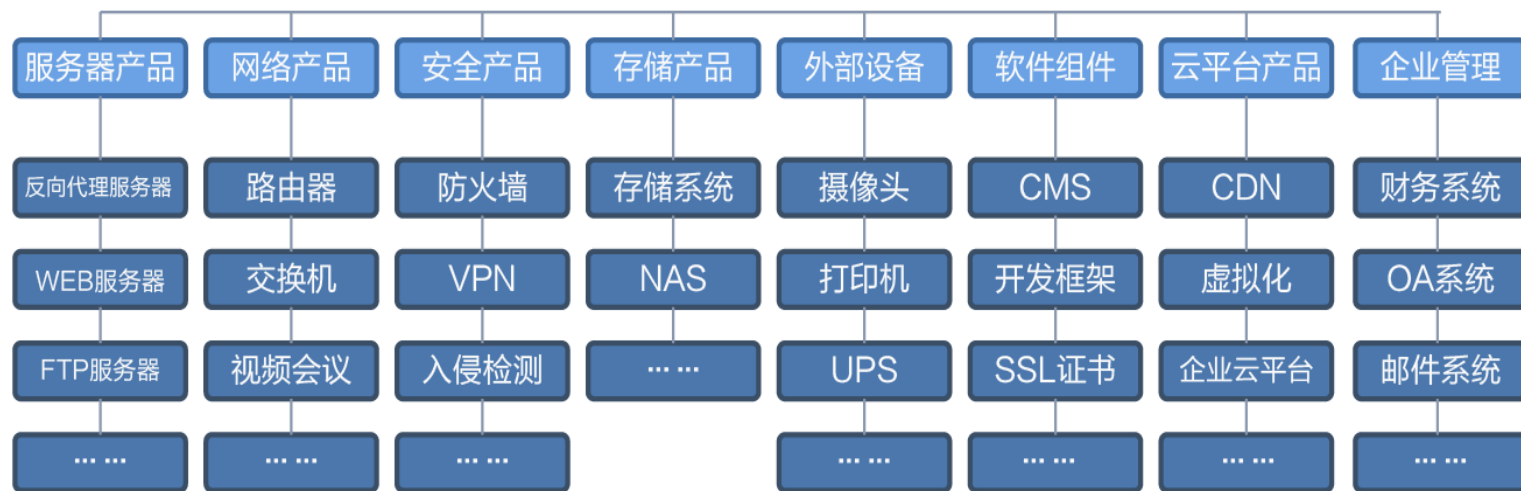 服务器产品
网络产品
安全产品
存储产品
外部设备
软件组件
云平台产品
企业管理
反向代理服务器
路由器
防火墙
存储系统
摄像头
CMS
CDN
财务系统
WEB服务器
交换机
VPN
NAS
打印机
开发框架
虚拟化
OA系统
FTP服务器
视频会议
入侵检测
... ...
UPS
SSL证书
企业云平台
邮件系统
... ...
... ...
... ...
... ...
... ...
... ...
... ...